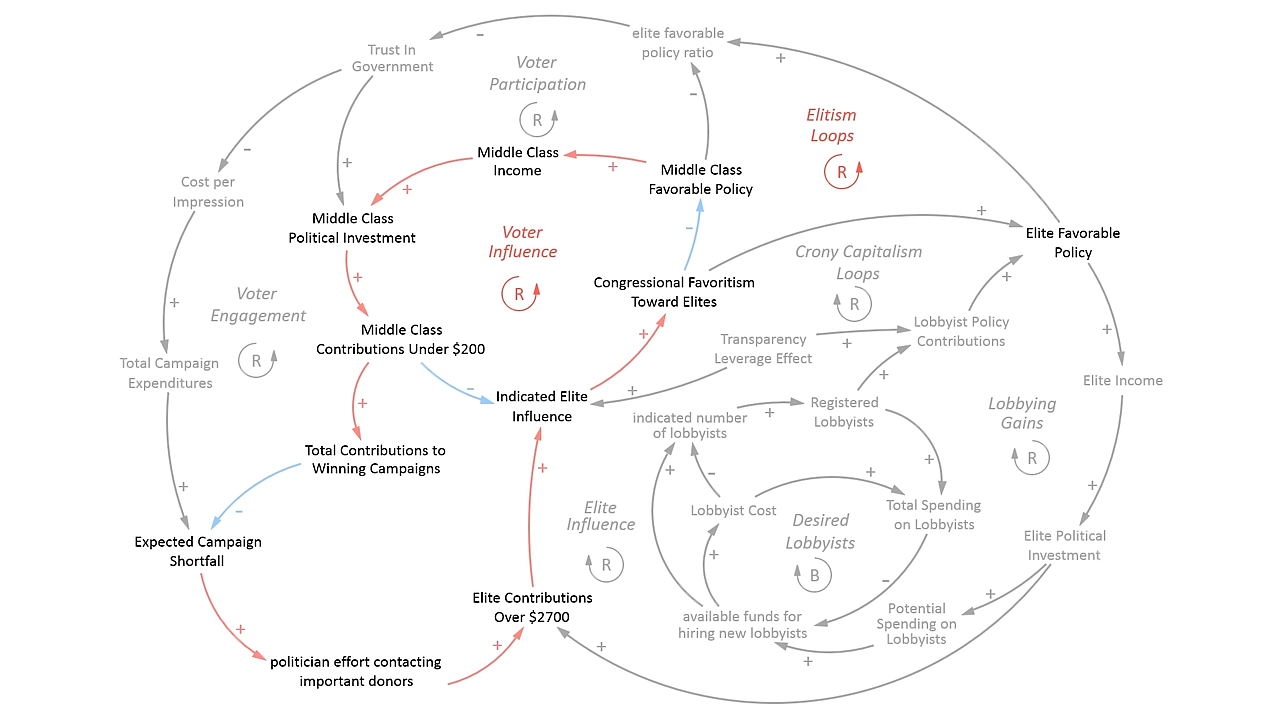 elite favorable
policy ratio
–
+
Trust In
Government
Voter
Participation
R
–
Elitism
Loops
R
–
+
Middle Class
Income
+
Middle Class
Favorable Policy
+
Cost per
Impression
Middle Class
Political Investment
Voter
Influence
R
–
+
Elite Favorable
Policy
Crony Capitalism
Loops
R
+
Congressional Favoritism
Toward Elites
+
Voter
Engagement
R
+
Middle Class
Contributions Under $200
+
Transparency
Leverage Effect
+
Lobbyist Policy
Contributions
+
Total Campaign
Expenditures
–
+
+
Elite Income
Indicated Elite
Influence
indicated number
of lobbyists
+
Registered
Lobbyists
Lobbying
Gains
R
+
Total Contributions to
Winning Campaigns
+
+
–
+
+
+
+
–
Lobbyist Cost
Total Spending
on Lobbyists
Elite
Influence
R
Desired
Lobbyists
B
Expected Campaign
Shortfall
+
Elite Political
Investment
–
+
Elite Contributions
Over $2700
available funds for
hiring new lobbyists
Potential
Spending on
Lobbyists
+
+
+
+
politician effort contacting
important donors